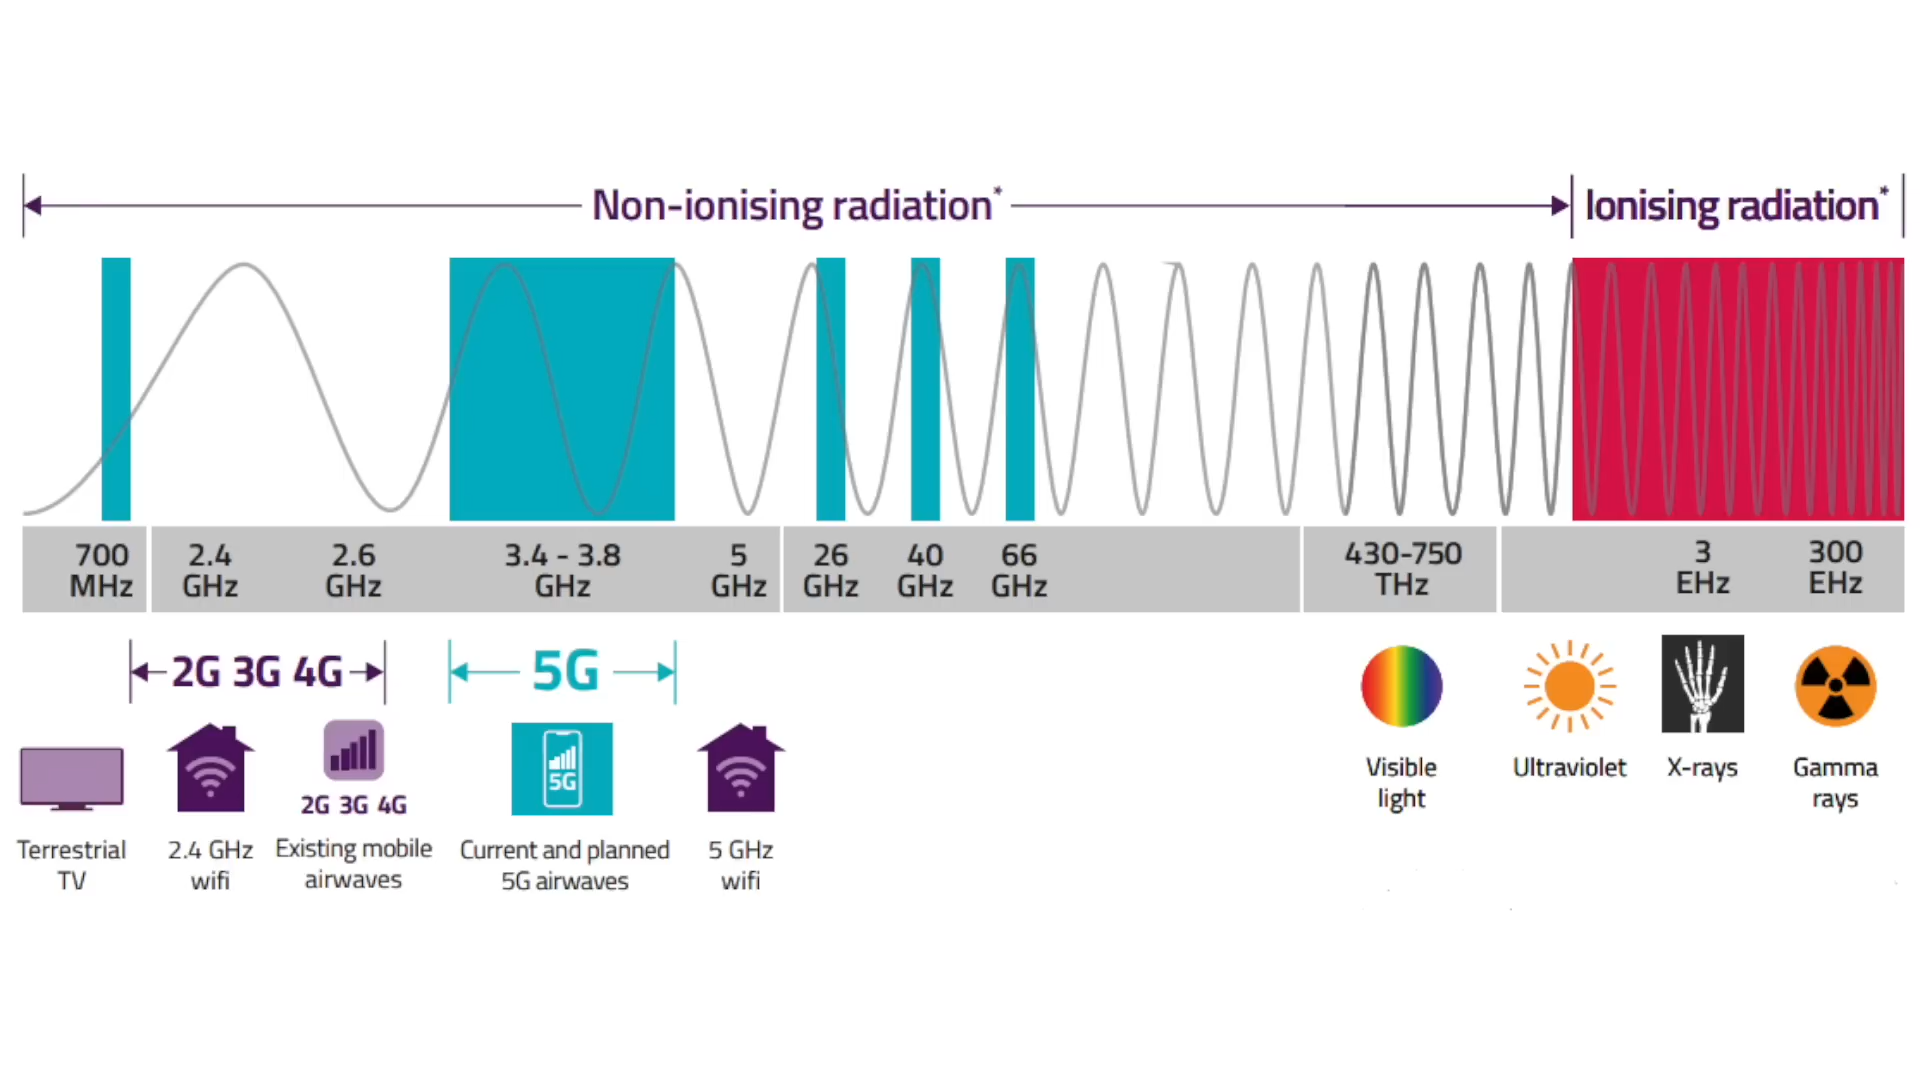 Non-ionising radiation*
Ionising radiation*
700 MHz
2.4 GHz
2.6 GHz
3.4 - 3.8 GHz
5 GHz
26 GHz
40 GHz
66 GHz
430-750 THz
3 EHz
300 EHz
2G 3G 4G
5G
5G
2G 3G 4G
Terrestrial TV
2.4 GHz wifi
Existing mobile airwaves
Current and planned 5G airwaves
5 GHz wifi
Visible light
Ultraviolet
X-rays
Gamma rays